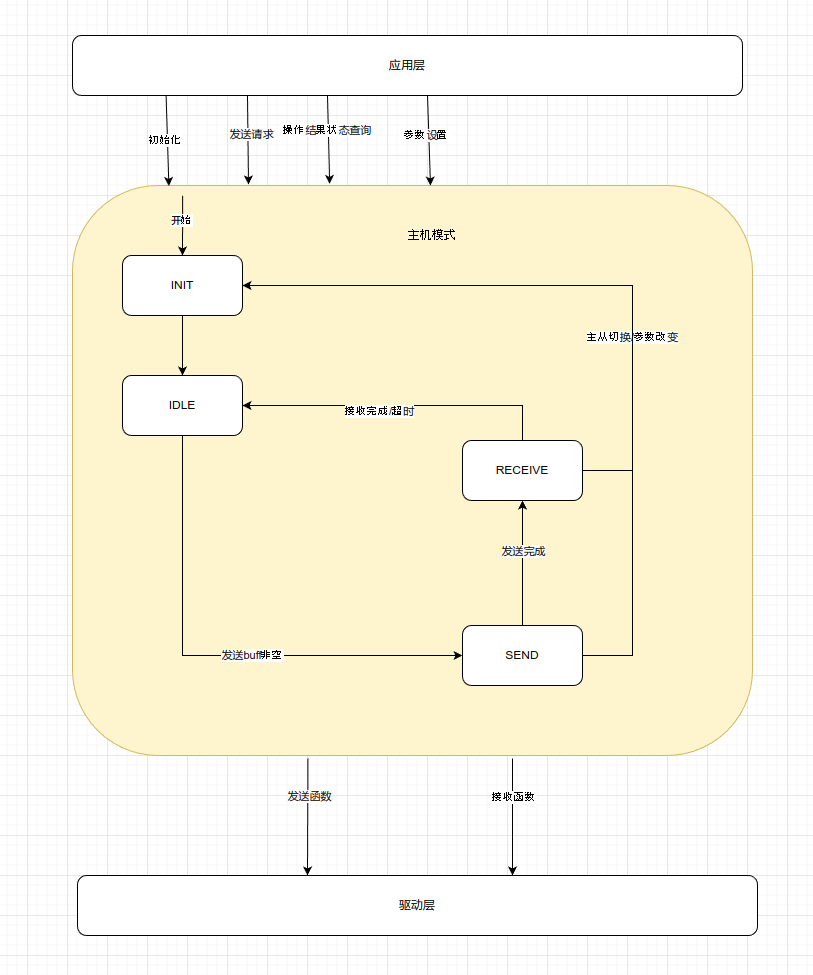 应用层
初始化
发送请求
操作结果状态查询
参数设置
开始
主机模式
INIT
主从切换/参数改变
IDLE
接收完成/超时
RECEIVE
发送完成
发送buff非空
SEND
发送函数
接收函数
驱动层